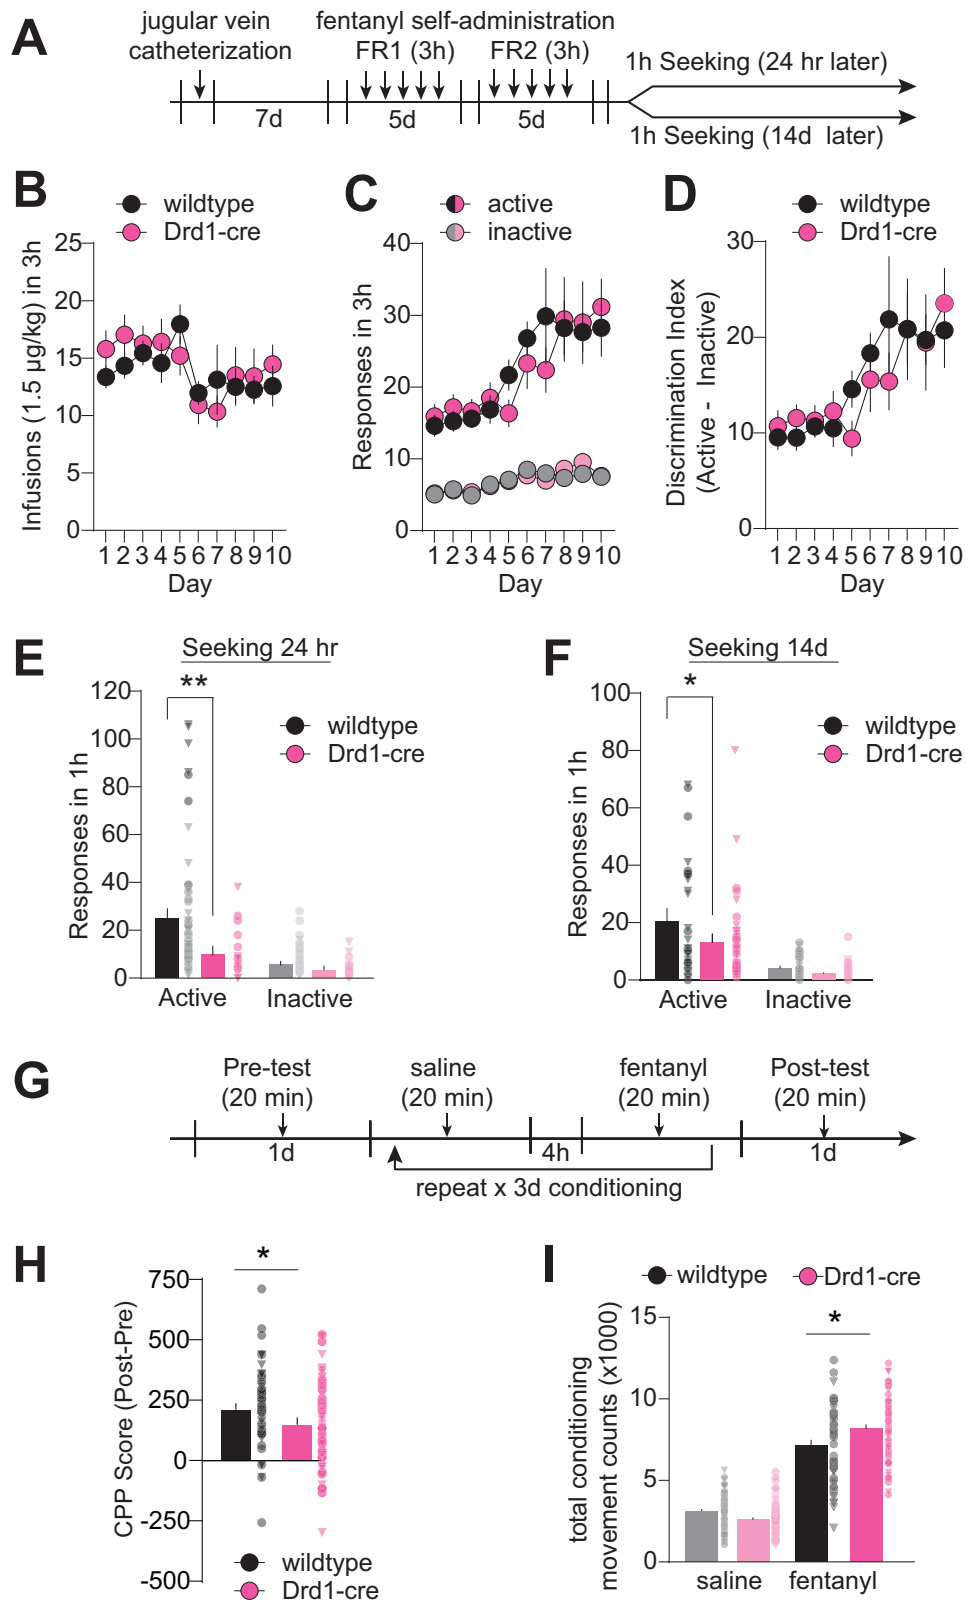 A
jugular vein
catheterization
fentanyl self-administration
FR1 (3h) FR2 (3h)
7d 5d 5d
1h Seeking (24 hr later)
1h Seeking (14d later)
B
wildtype
Drd1-cre
Infusions (1.5 µg/kg) in 3h
25
20
15
10
5
0
1 2 3 4 5 6 7 8 9 10
Day
C
active
inactive
Responses in 3h
40
30
20
10
0
1 2 3 4 5 6 7 8 9 10
Day
D
wildtype
Drd1-cre
Discrimination Index
(Active - Inactive)
30
20
10
0
1 2 3 4 5 6 7 8 9 10
Day
E
Seeking 24 hr
**
wildtype
Drd1-cre
Responses in 1h
120
100
80
60
40
20
0
Active Inactive
F
Seeking 14d
*
wildtype
Drd1-cre
Responses in 1h
100
80
60
40
20
0
Active Inactive
G
Pre-test
(20 min)
saline
(20 min)
fentanyl
(20 min)
Post-test
(20 min)
1d 4h 1d
repeat x 3d conditioning
H
*
CPP Score (Post-Pre)
750
500
250
0
-250
-500
wildtype
Drd1-cre
I
wildtype Drd1-cre
*
total conditioning
movement counts (x1000)
15
10
5
0
saline fentanyl